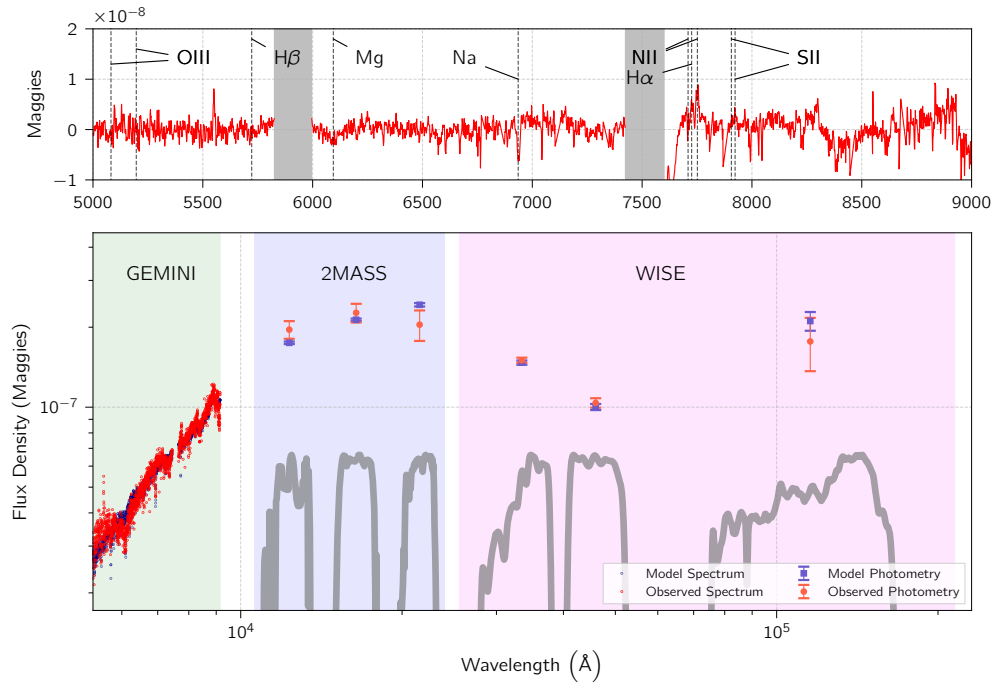 ×10⁻⁸
2
1
0
−1
Maggies
OIII Hβ Mg Na NII Hα SII
5000 5500 6000 6500 7000 7500 8000 8500 9000
GEMINI 2MASS WISE
10⁻⁷
Flux Density (Maggies)
Model Spectrum Model Photometry
Observed Spectrum Observed Photometry
10⁴ 10⁵
Wavelength (Å)